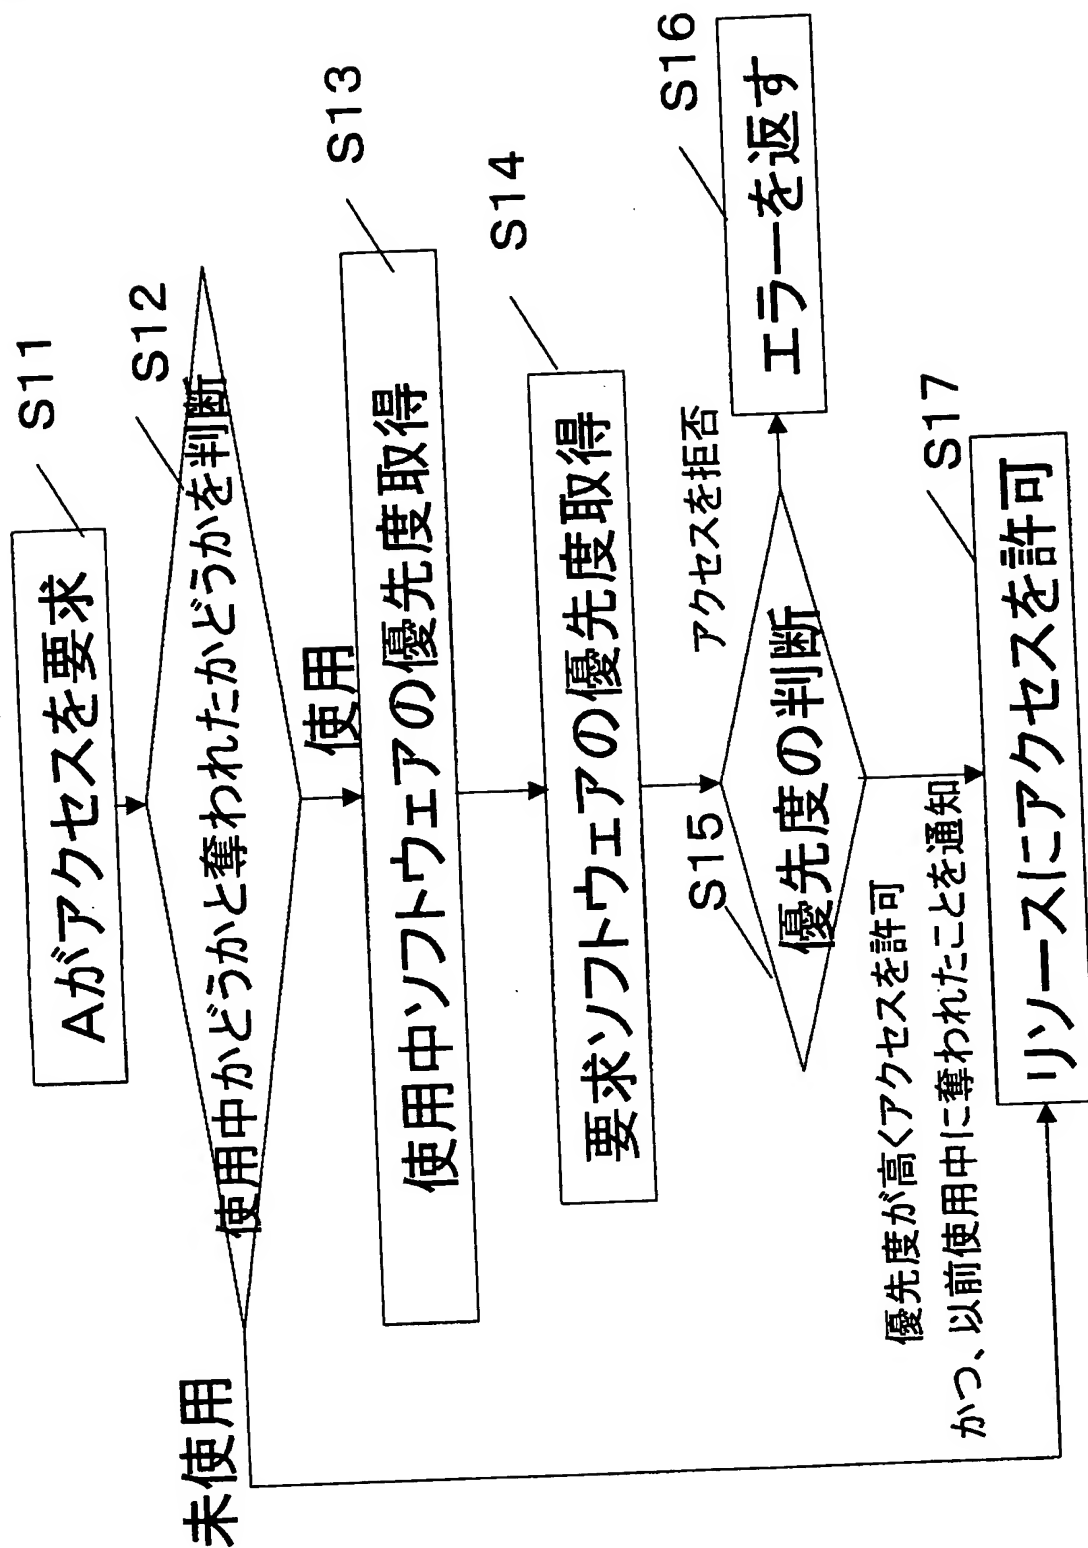 Aがアクセスを要求
S11
使用中かどうかと奪われたかどうかを判断
S12
未使用
使用
使用中ソフトウェアの優先度取得
S13
要求ソフトウェアの優先度取得
S14
優先度の判断
S15
アクセスを拒否
エラーを返す
S16
優先度が高くアクセスを許可
かつ、以前使用中に奪われたことを通知
リソースにアクセスを許可
S17